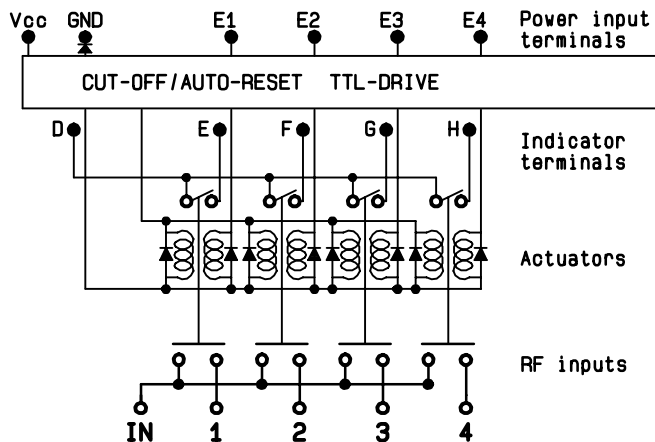 Vcc GND E1 E2 E3 E4 Power input
terminals
CUT-OFF/AUTO-RESET TTL-DRIVE
D E F G H Indicator
terminals
Actuators
RF inputs
IN 1 2 3 4